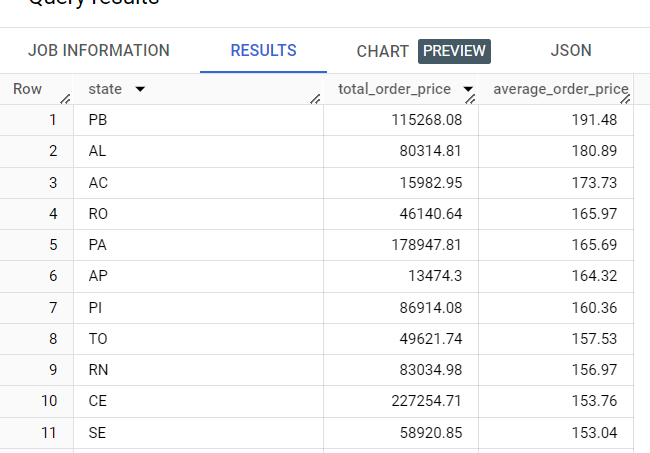 Query results
JOB INFORMATION RESULTS CHART PREVIEW JSON
Row state total_order_price average_order_price
1 PB 115268.08 191.48
2 AL 80314.81 180.89
3 AC 15982.95 173.73
4 RO 46140.64 165.97
5 PA 178947.81 165.69
6 AP 13474.3 164.32
7 PI 86914.08 160.36
8 TO 49621.74 157.53
9 RN 83034.98 156.97
10 CE 227254.71 153.76
11 SE 58920.85 153.04